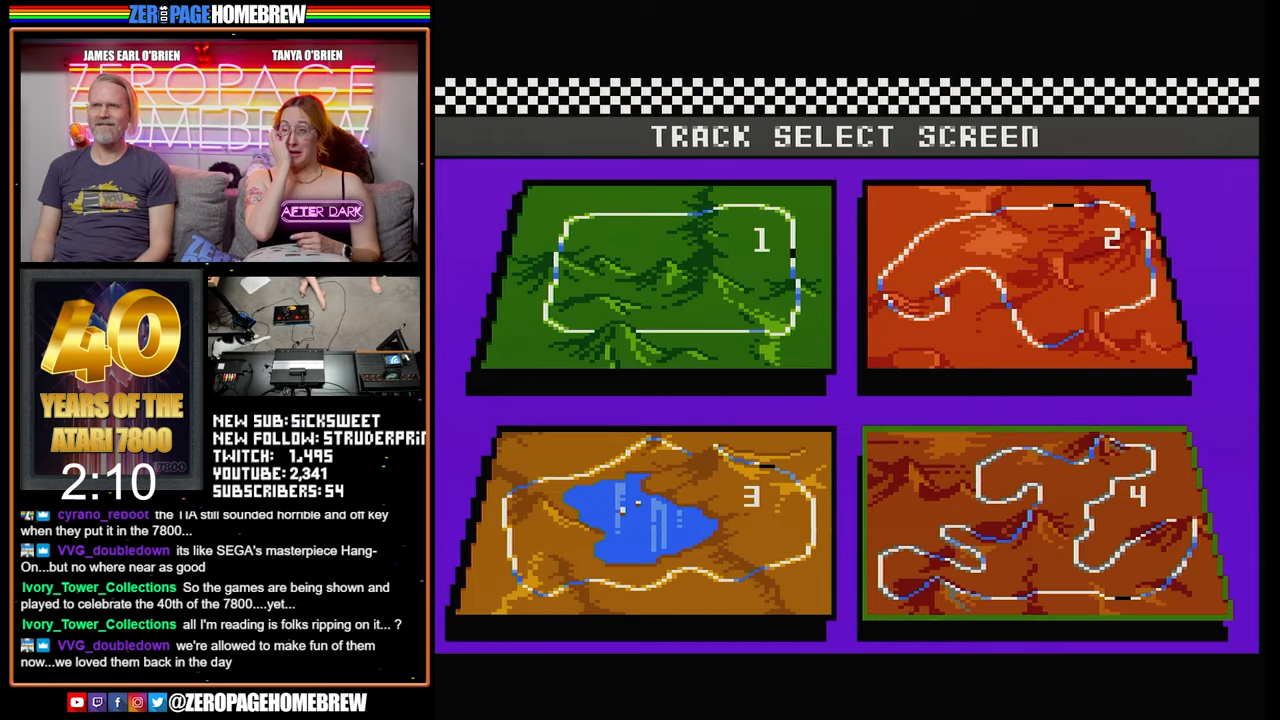 ZEROPAGE HOMEBREW
JAMES EARL O'BRIEN
TANYA O'BRIEN
ZEROPAGE
HOMEBREW
AFTER DARK
40
YEARS OF THE
ATARI 7800
2:10
NEW SUB: SiCKSWEET
NEW FOLLOW: STRUDERPRiN
TWITCH: 1,495
YOUTUBE: 2,341
SUBSCRIBERS: 54
cyrano_reboot the TIA still sounded horrible and off key
when they put it in the 7800...
VVG_doubledown its like SEGA's masterpiece Hang-
On...but no where near as good
Ivory_Tower_Collections So the games are being shown and
played to celebrate the 40th of the 7800....yet...
Ivory_Tower_Collections all I'm reading is folks ripping on it... ?
VVG_doubledown we're allowed to make fun of them
now...we loved them back in the day
@ZEROPAGEHOMEBREW
TRACK SELECT SCREEN
1
2
3
4